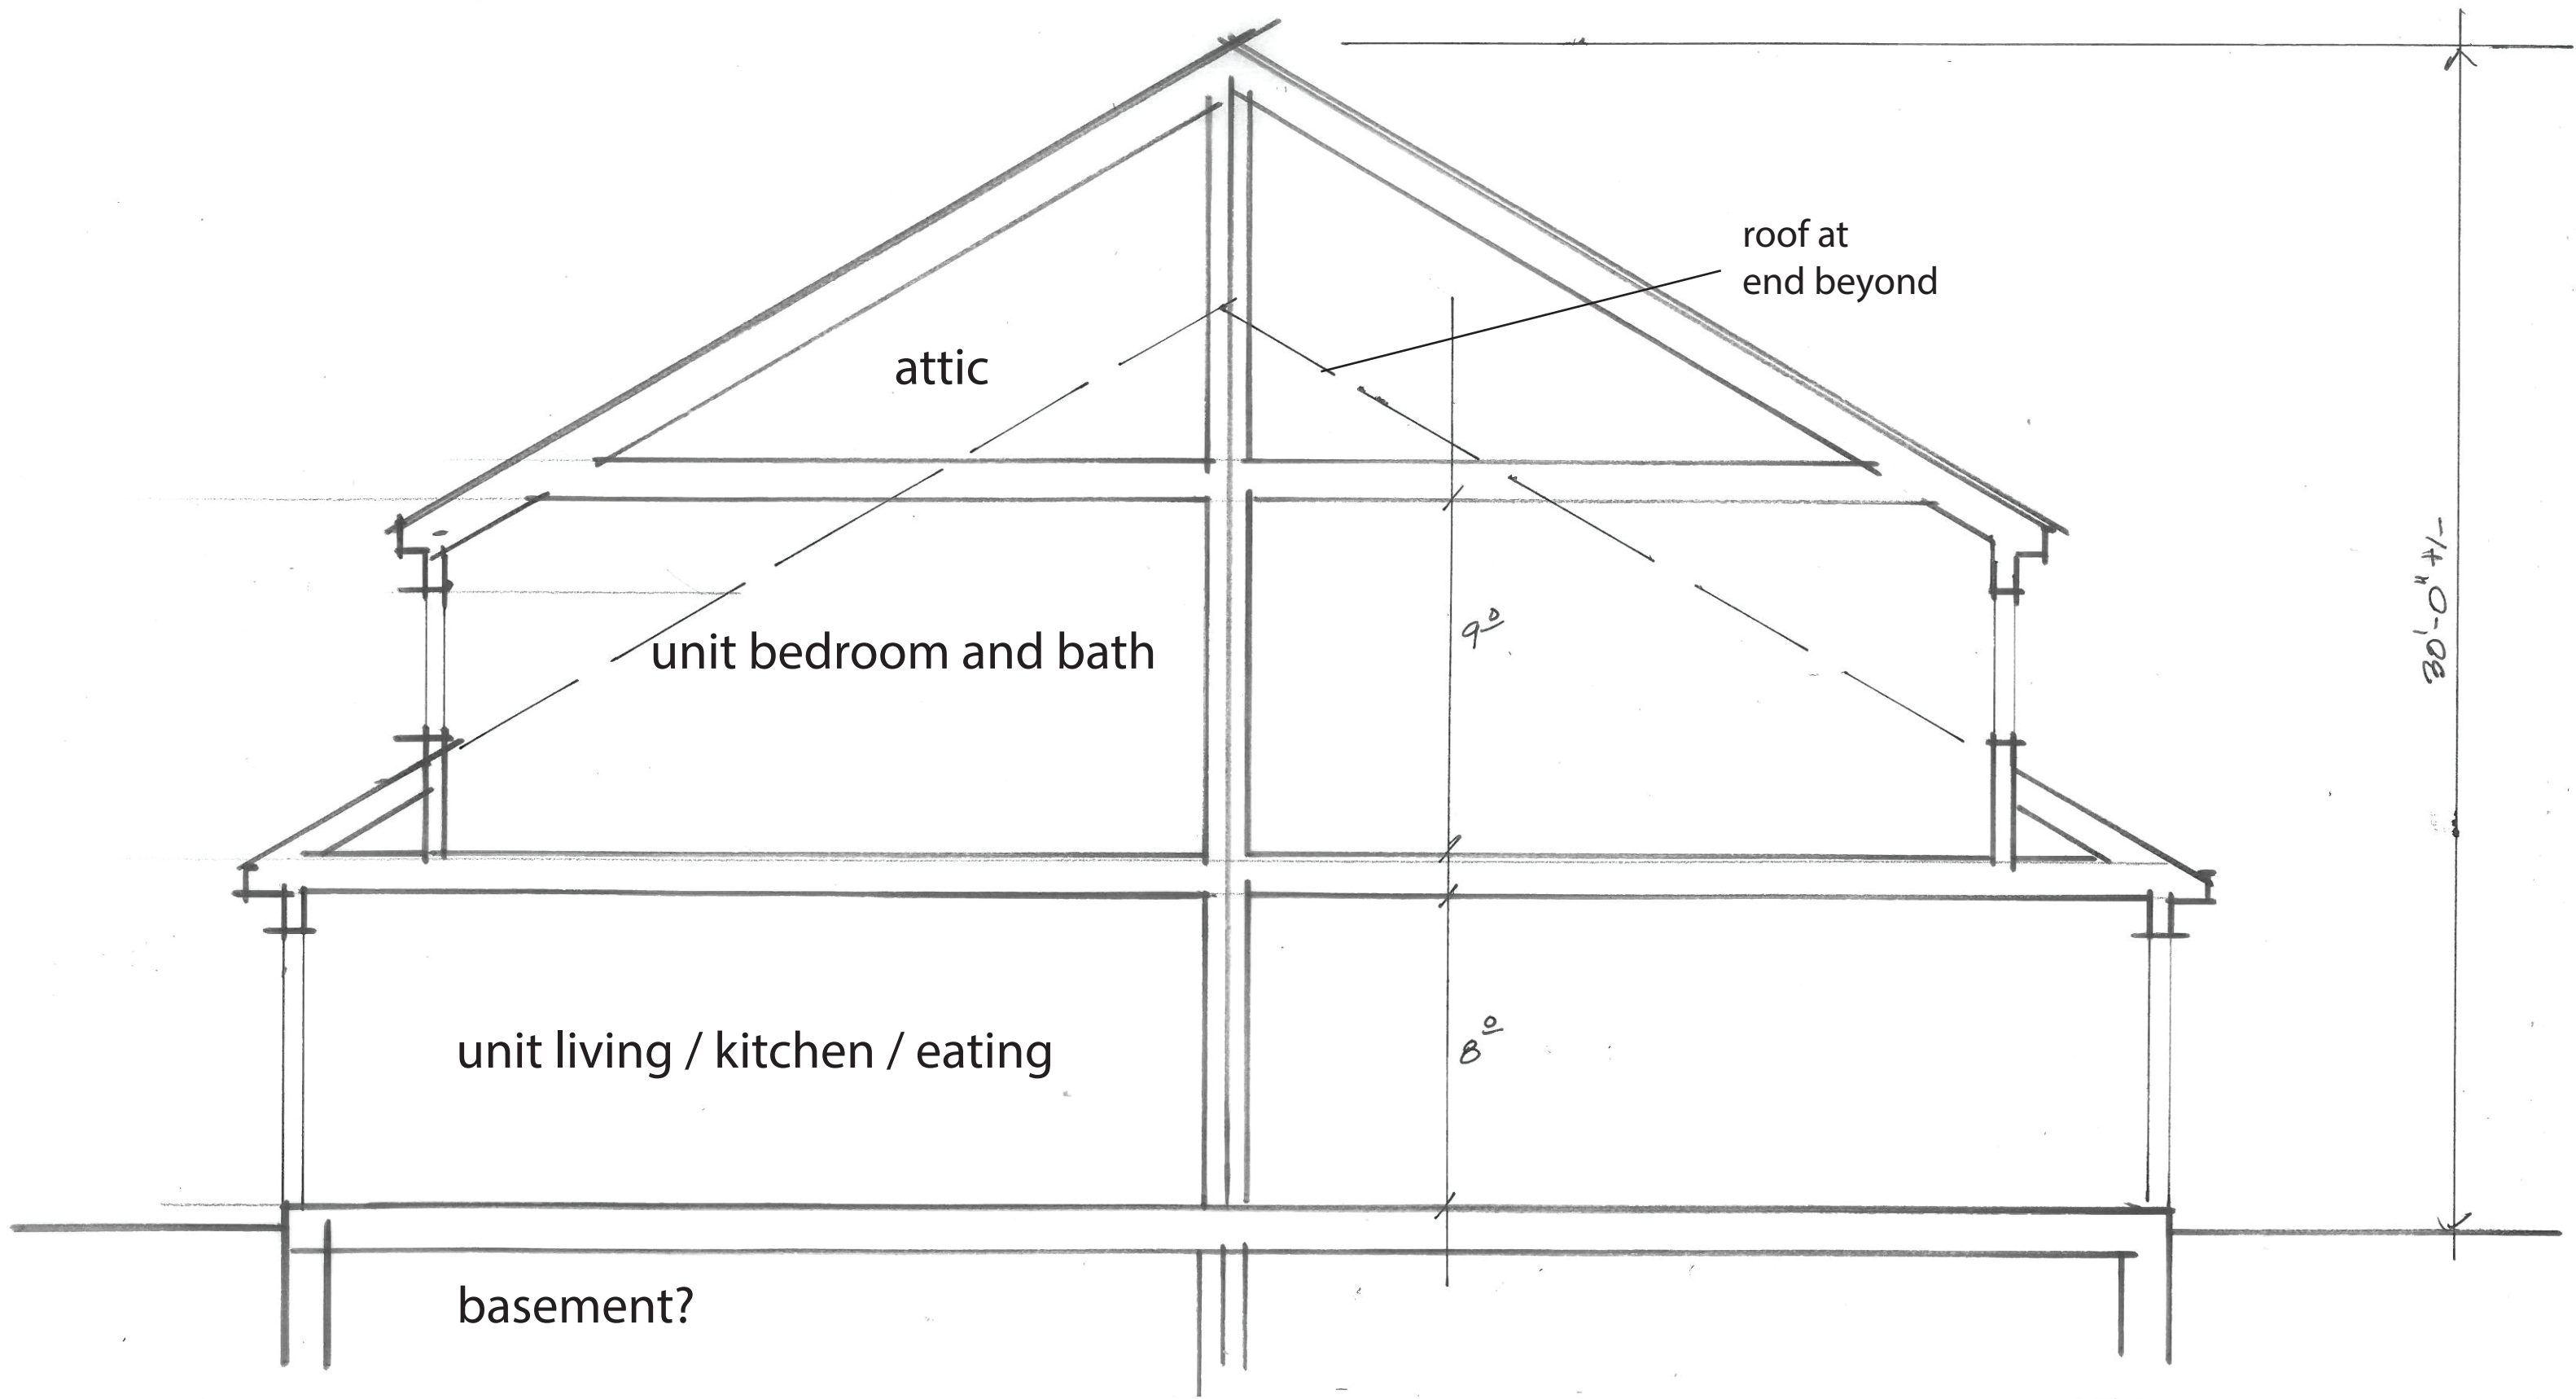 roof at
end beyond
attic
9⁰
unit bedroom and bath
30'-0" +/-
unit living / kitchen / eating
8⁰
basement?